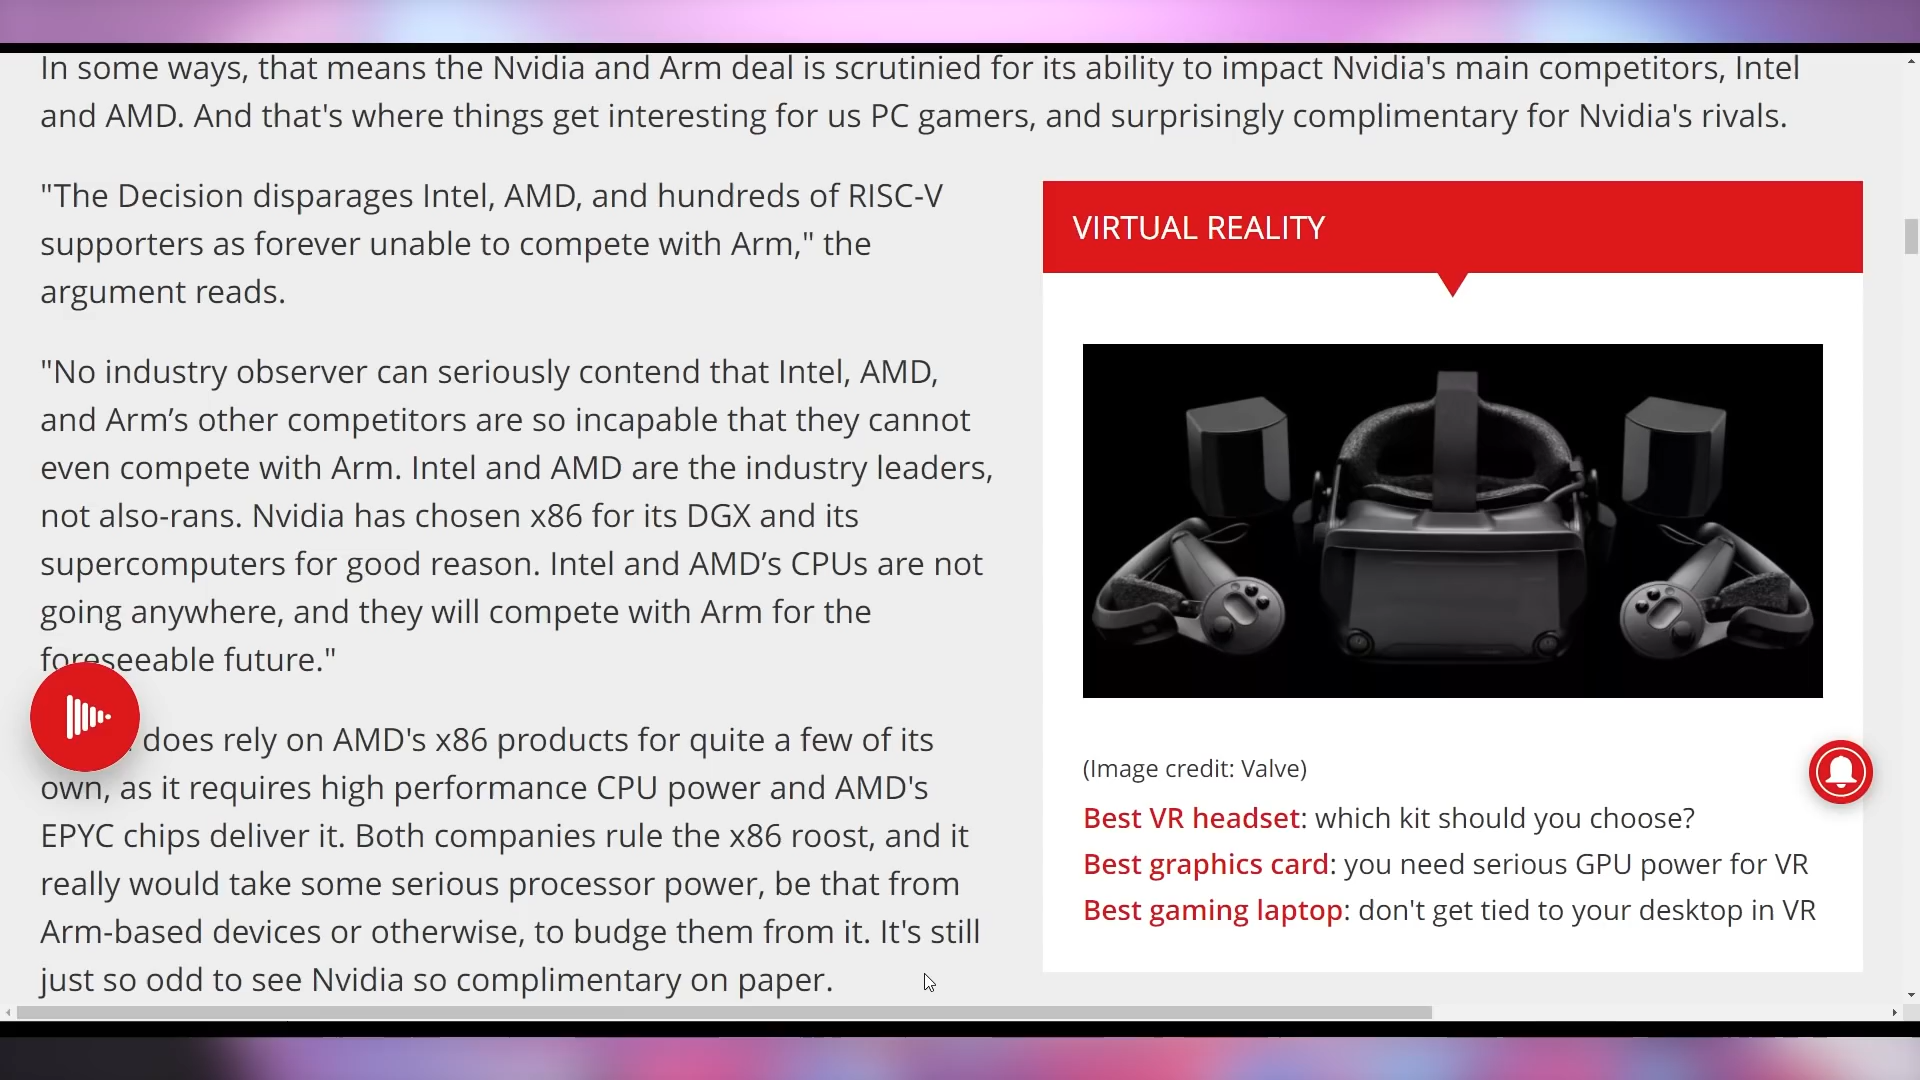 In some ways, that means the Nvidia and Arm deal is scrutinied for its ability to impact Nvidia's main competitors, Intel
and AMD. And that's where things get interesting for us PC gamers, and surprisingly complimentary for Nvidia's rivals.
"The Decision disparages Intel, AMD, and hundreds of RISC-V
supporters as forever unable to compete with Arm," the
argument reads.
"No industry observer can seriously contend that Intel, AMD,
and Arm’s other competitors are so incapable that they cannot
even compete with Arm. Intel and AMD are the industry leaders,
not also-rans. Nvidia has chosen x86 for its DGX and its
supercomputers for good reason. Intel and AMD’s CPUs are not
going anywhere, and they will compete with Arm for the
foreseeable future."
does rely on AMD's x86 products for quite a few of its
own, as it requires high performance CPU power and AMD's
EPYC chips deliver it. Both companies rule the x86 roost, and it
really would take some serious processor power, be that from
Arm-based devices or otherwise, to budge them from it. It's still
just so odd to see Nvidia so complimentary on paper.
VIRTUAL REALITY
(Image credit: Valve)
Best VR headset: which kit should you choose?
Best graphics card: you need serious GPU power for VR
Best gaming laptop: don't get tied to your desktop in VR